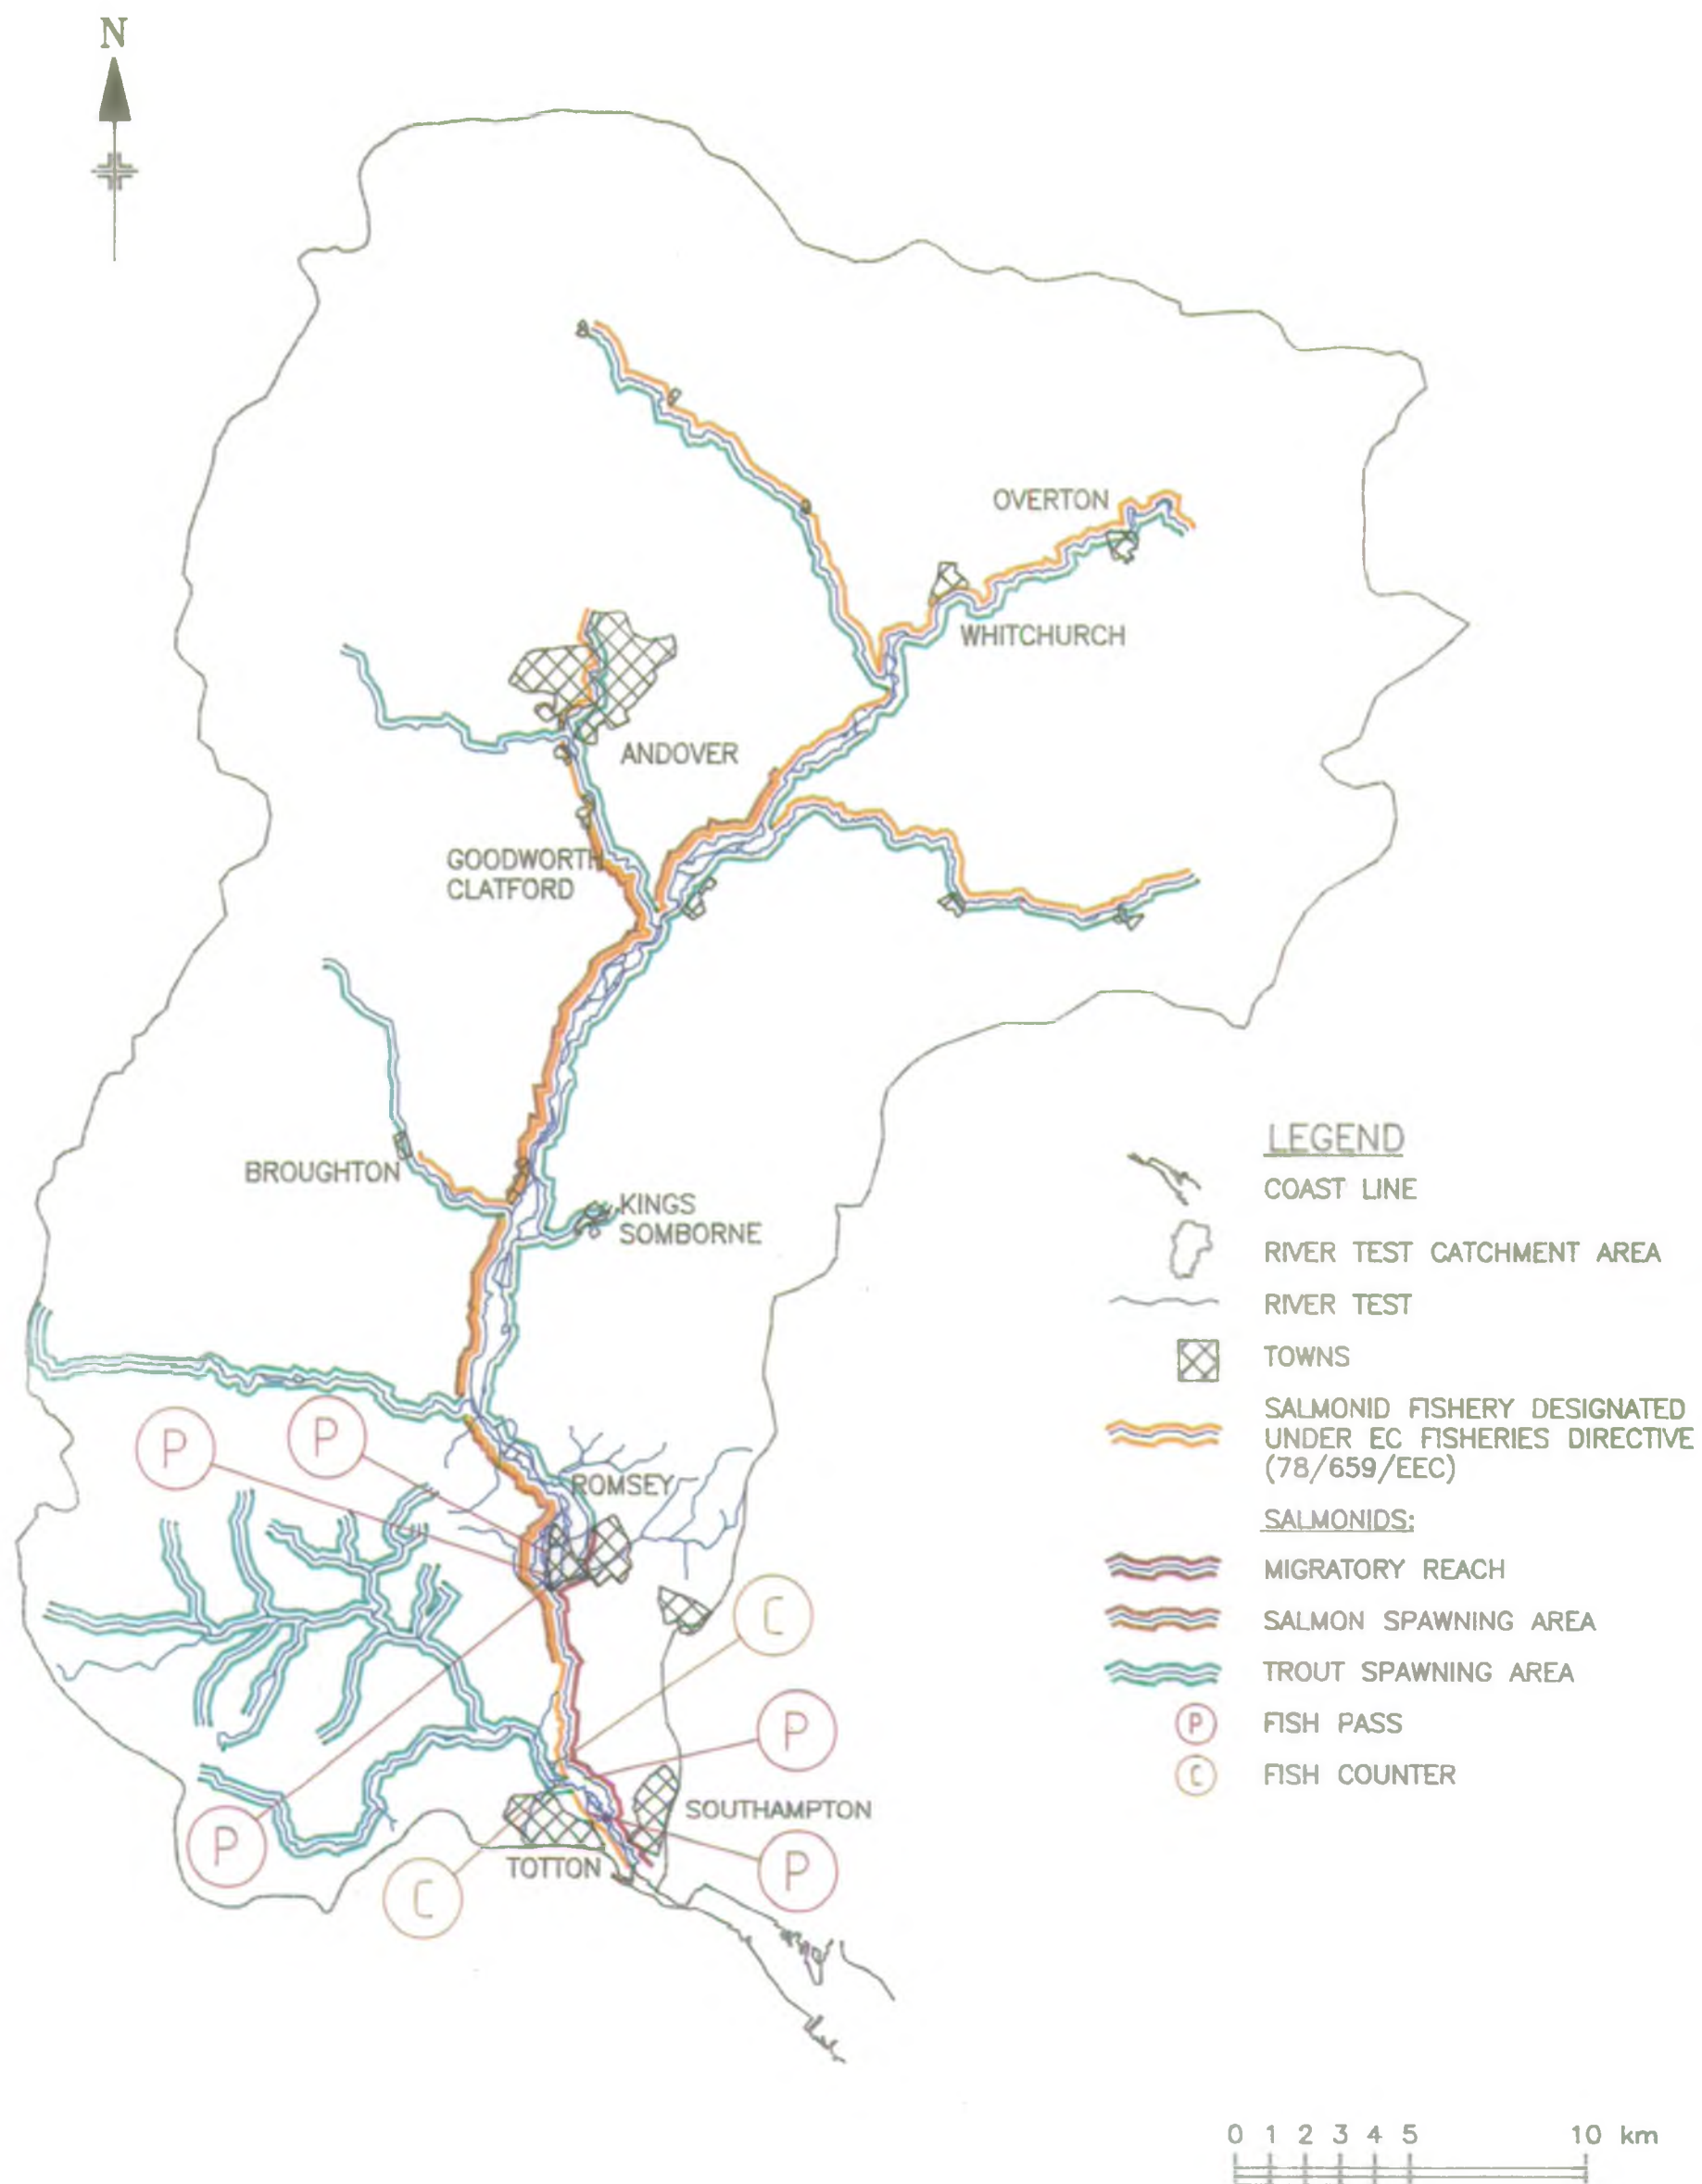 N
OVERTON
WHITCHURCH
ANDOVER
GOODWORTH
CLATFORD
BROUGHTON
KINGS
SOMBORNE
P
P
ROMSEY
C
P
SOUTHAMPTON
P
TOTTON
P
C
LEGEND
COAST LINE
RIVER TEST CATCHMENT AREA
RIVER TEST
TOWNS
SALMONID FISHERY DESIGNATED
UNDER EC FISHERIES DIRECTIVE
(78/659/EEC)
SALMONIDS:
MIGRATORY REACH
SALMON SPAWNING AREA
TROUT SPAWNING AREA
P FISH PASS
C FISH COUNTER
0 1 2 3 4 5 10 km